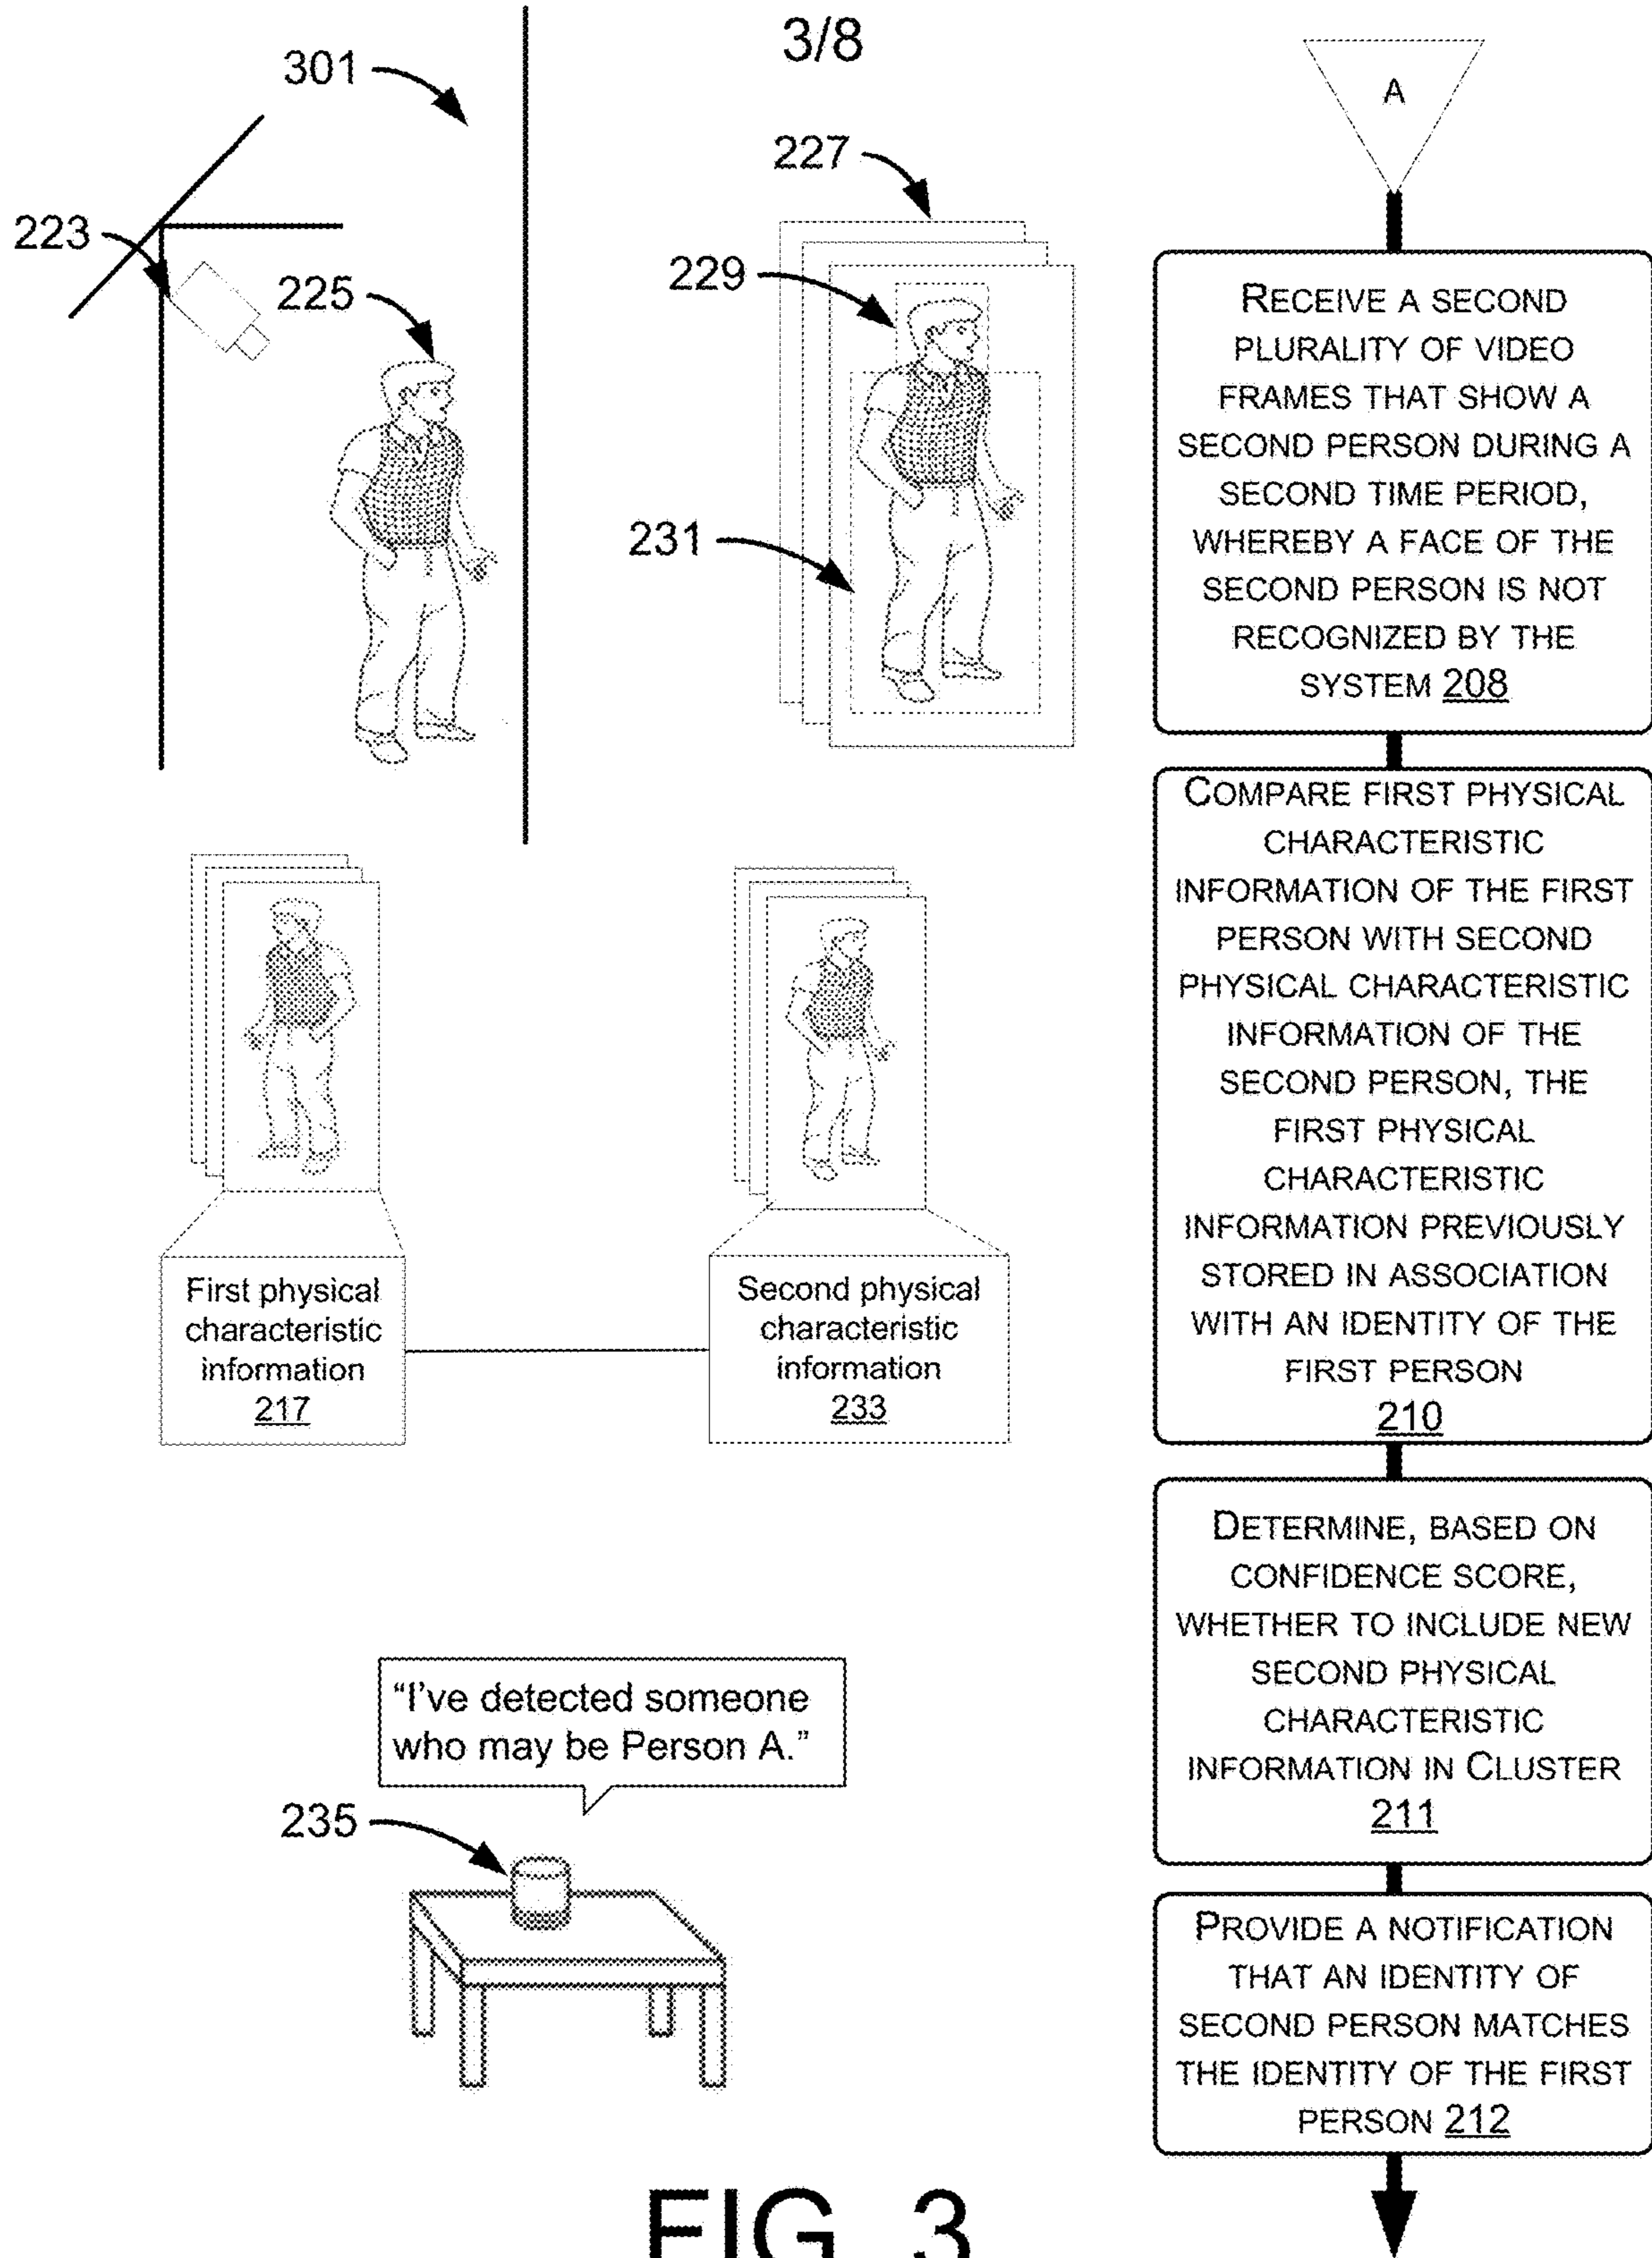 3/8
301
223
225
227
229
231
A
RECEIVE A SECOND
PLURALITY OF VIDEO
FRAMES THAT SHOW A
SECOND PERSON DURING A
SECOND TIME PERIOD,
WHEREBY A FACE OF THE
SECOND PERSON IS NOT
RECOGNIZED BY THE
SYSTEM 208
COMPARE FIRST PHYSICAL
CHARACTERISTIC
INFORMATION OF THE FIRST
PERSON WITH SECOND
PHYSICAL CHARACTERISTIC
INFORMATION OF THE
SECOND PERSON, THE
FIRST PHYSICAL
CHARACTERISTIC
INFORMATION PREVIOUSLY
STORED IN ASSOCIATION
WITH AN IDENTITY OF THE
FIRST PERSON
210
First physical
characteristic
information
217
Second physical
characteristic
information
233
DETERMINE, BASED ON
CONFIDENCE SCORE,
WHETHER TO INCLUDE NEW
SECOND PHYSICAL
CHARACTERISTIC
INFORMATION IN CLUSTER
211
“I've detected someone
who may be Person A.”
235
PROVIDE A NOTIFICATION
THAT AN IDENTITY OF
SECOND PERSON MATCHES
THE IDENTITY OF THE FIRST
PERSON 212
FIG. 3